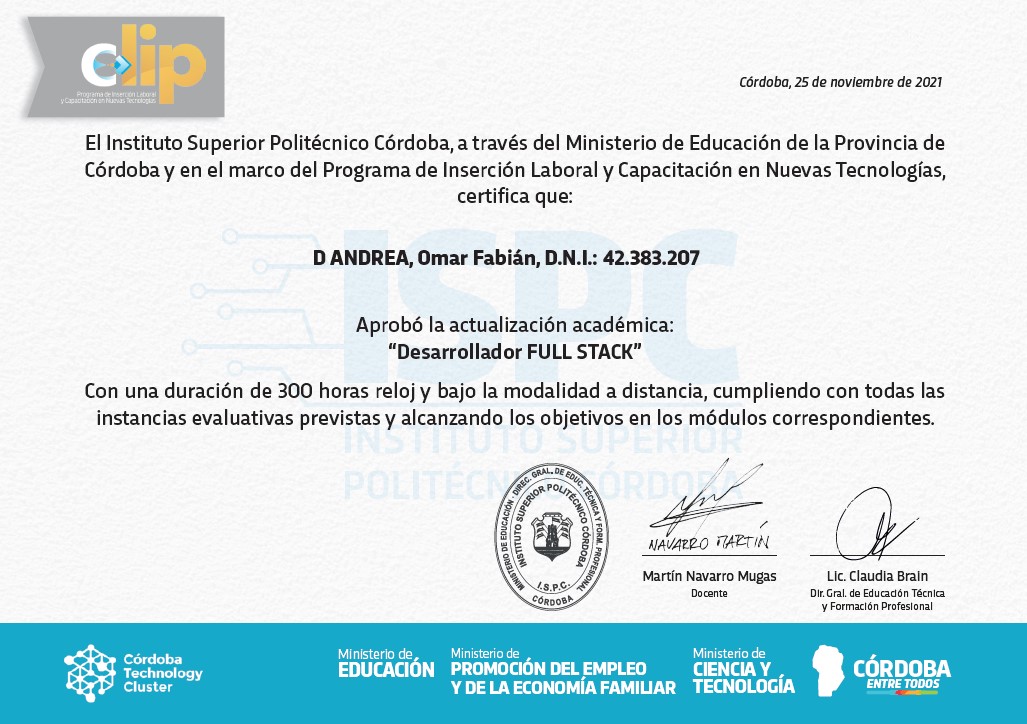 clip
Programa de Inserción Laboral
y Capacitación en Nuevas Tecnologías
Córdoba, 25 de noviembre de 2021
El Instituto Superior Politécnico Córdoba, a través del Ministerio de Educación de la Provincia de
Córdoba y en el marco del Programa de Inserción Laboral y Capacitación en Nuevas Tecnologías,
certifica que:
ISPC
D ANDREA, Omar Fabián, D.N.I.: 42.383.207
Aprobó la actualización académica:
“Desarrollador FULL STACK”
Con una duración de 300 horas reloj y bajo la modalidad a distancia, cumpliendo con todas las
instancias evaluativas previstas y alcanzando los objetivos en los módulos correspondientes.
INSTITUTO SUPERIOR
POLITÉCNICO CÓRDOBA
MINISTERIO DE EDUCACIÓN - DIREC. GRAL. DE EDUC. TÉCNICA Y FORM. PROFESIONAL
INSTITUTO SUPERIOR POLITÉCNICO CÓRDOBA
I.S.P.C.
CÓRDOBA
NAVARRO MARTÍN
Martín Navarro Mugas
Docente
Lic. Claudia Brain
Dir. Gral. de Educación Técnica
y Formación Profesional
Córdoba
Technology
Cluster
Ministerio de
EDUCACIÓN
Ministerio de
PROMOCIÓN DEL EMPLEO
Y DE LA ECONOMÍA FAMILIAR
Ministerio de
CIENCIA Y
TECNOLOGÍA
CÓRDOBA
ENTRE TODOS